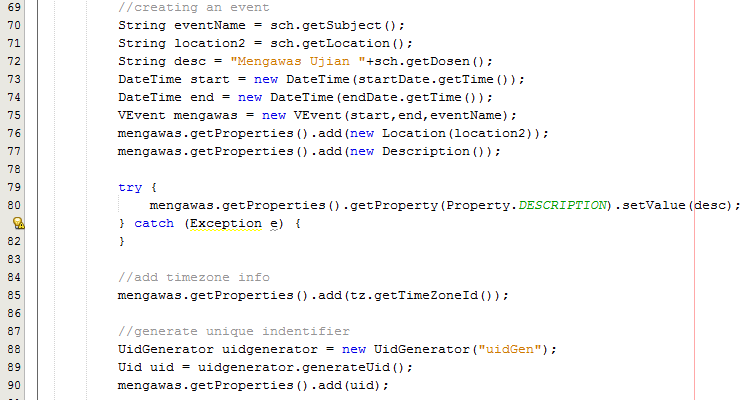 69 //creating an event
70 String eventName = sch.getSubject();
71 String location2 = sch.getLocation();
72 String desc = "Mengawas Ujian "+sch.getDosen();
73 DateTime start = new DateTime(startDate.getTime());
74 DateTime end = new DateTime(endDate.getTime());
75 VEvent mengawas = new VEvent(start,end,eventName);
76 mengawas.getProperties().add(new Location(location2));
77 mengawas.getProperties().add(new Description());
78
79 try {
80 mengawas.getProperties().getProperty(Property.DESCRIPTION).setValue(desc);
} catch (Exception e) {
82 }
83
84 //add timezone info
85 mengawas.getProperties().add(tz.getTimeZoneId());
86
87 //generate unique indentifier
88 UidGenerator uidgenerator = new UidGenerator("uidGen");
89 Uid uid = uidgenerator.generateUid();
90 mengawas.getProperties().add(uid);